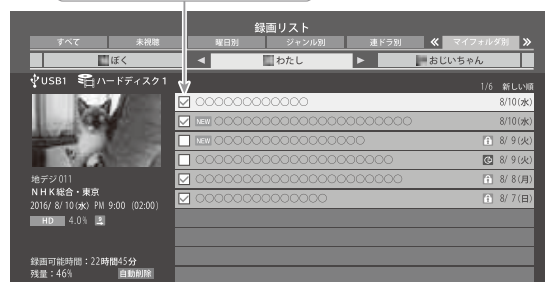 録画リスト
すべて 未視聴 曜日別 ジャンル別 連ドラ別 ≪ マイフォルダ別 ≫
ぼく ◀ わたし ▶ おじいちゃん
USB1 ハードディスク1
1/6 新しい順
○○○○○○○○○○○○ 8/10(水)
NEW ○○○○○○○○○○○○○○○○○○○○○ 8/10(水)
NEW ○○○○○○○○○○○○○○○○ 1 8/ 9(火)
○○○○○○○○○○○○○○○○○○○○○ 8/ 9(火)
○○○○○○○○○○○○○○○○○○○○○○ 1 8/ 8(月)
○○○○○○○○○○○○○○ 1 8/ 7(日)
地デジ011
NHK総合・東京
2016/ 8/10(水) PM 9:00 (02:00)
HD 4.0%
録画可能時間:22時間45分
残量:46% 自動削除